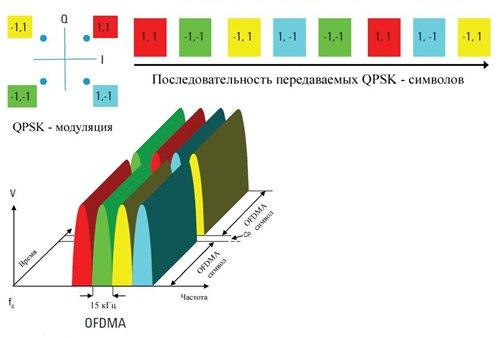 Q
-1,1
1,1
I
-1,-1
1,-1
QPSK - модуляция
1, 1
-1,-1
-1, 1
1, -1
-1,-1
1, 1
1, -1
-1, 1
Последовательность передаваемых QPSK - символов
V
Время
OFDMA
символ
CP
OFDMA
символ
fc
15 кГц
Частота
OFDMA